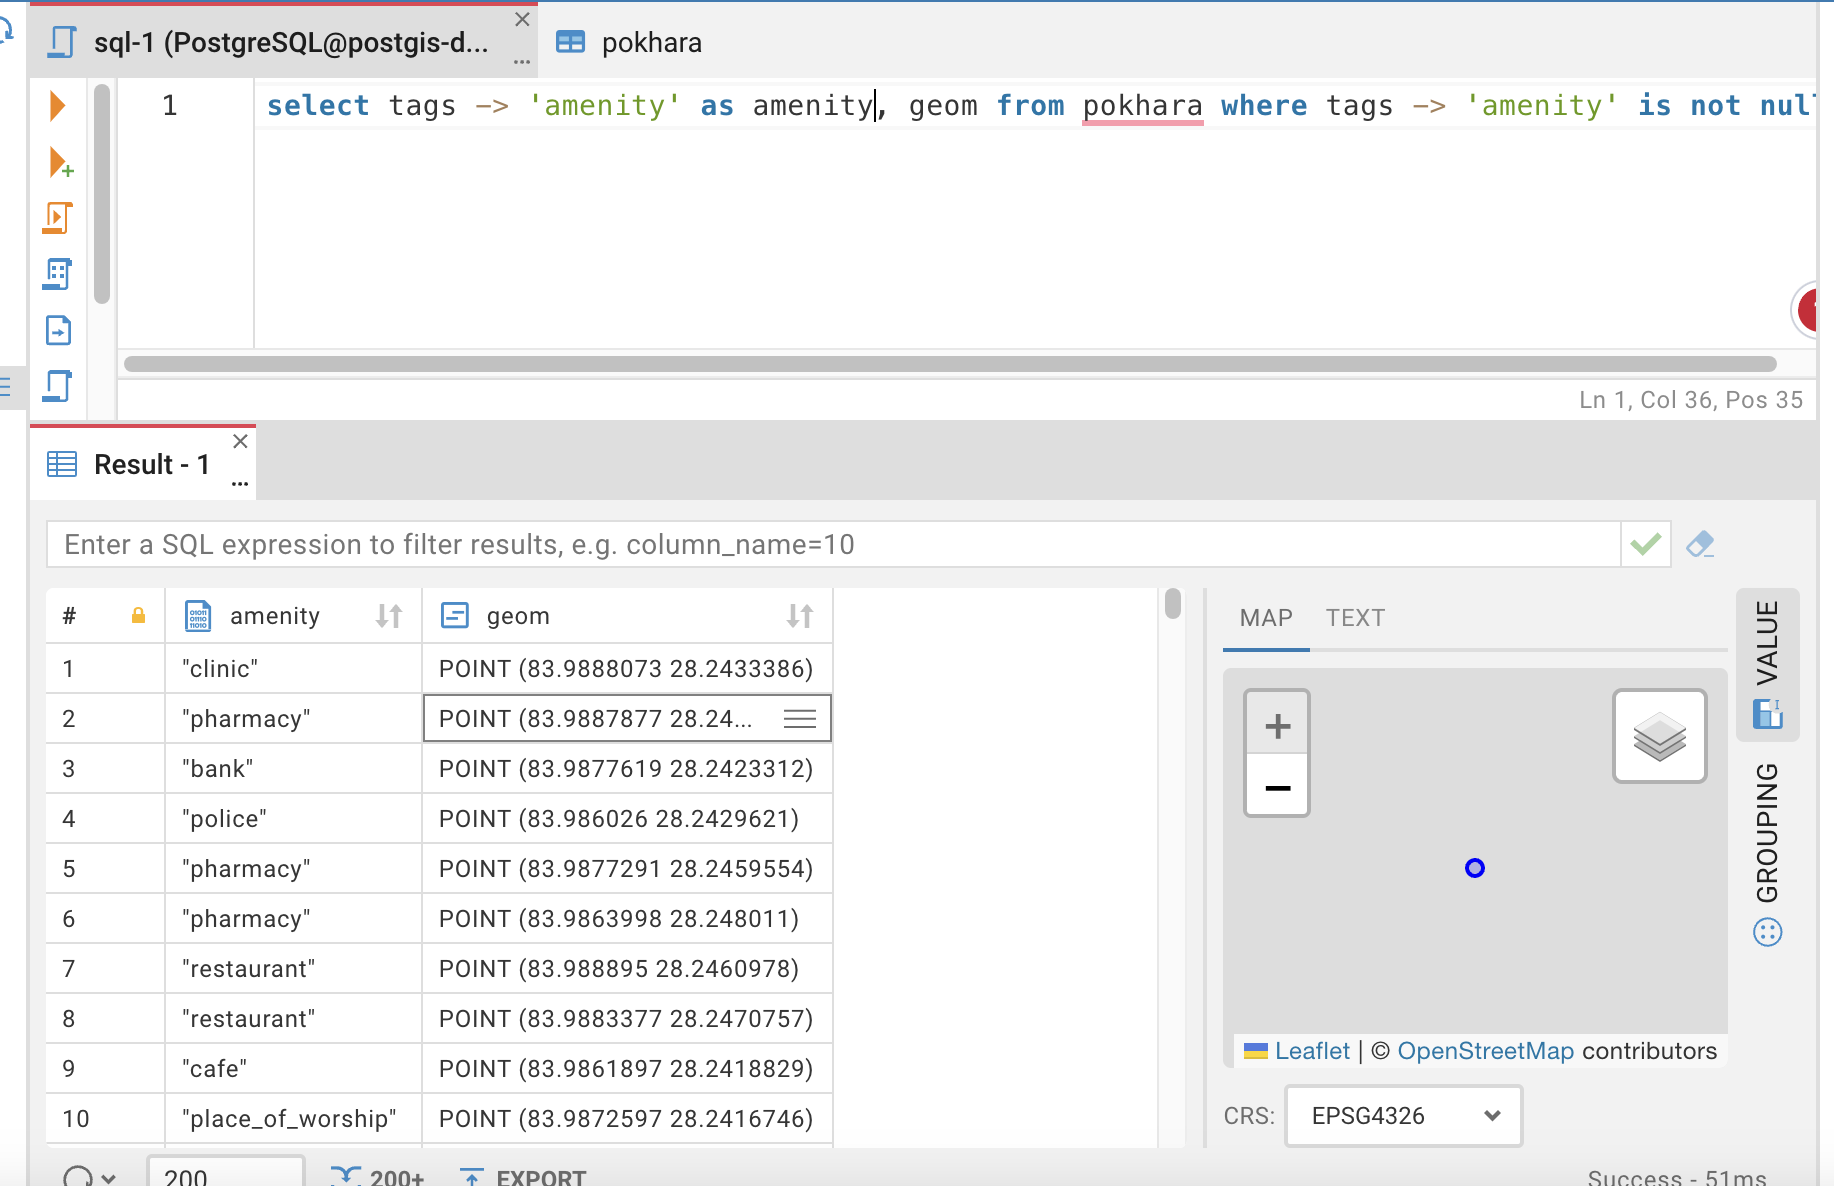 sql-1 (PostgreSQL@postgis-d...
pokhara
1
select tags -> 'amenity' as amenity, geom from pokhara where tags -> 'amenity' is not nul
Ln 1, Col 36, Pos 35
Result - 1
Enter a SQL expression to filter results, e.g. column_name=10
# amenity geom
1 "clinic" POINT (83.9888073 28.2433386)
2 "pharmacy" POINT (83.9887877 28.24...
3 "bank" POINT (83.9877619 28.2423312)
4 "police" POINT (83.986026 28.2429621)
5 "pharmacy" POINT (83.9877291 28.2459554)
6 "pharmacy" POINT (83.9863998 28.248011)
7 "restaurant" POINT (83.988895 28.2460978)
8 "restaurant" POINT (83.9883377 28.2470757)
9 "cafe" POINT (83.9861897 28.2418829)
10 "place_of_worship" POINT (83.9872597 28.2416746)
MAP TEXT
+
−
Leaflet | © OpenStreetMap contributors
CRS: EPSG4326
VALUE
GROUPING
200
200+
EXPORT
Success - 51ms